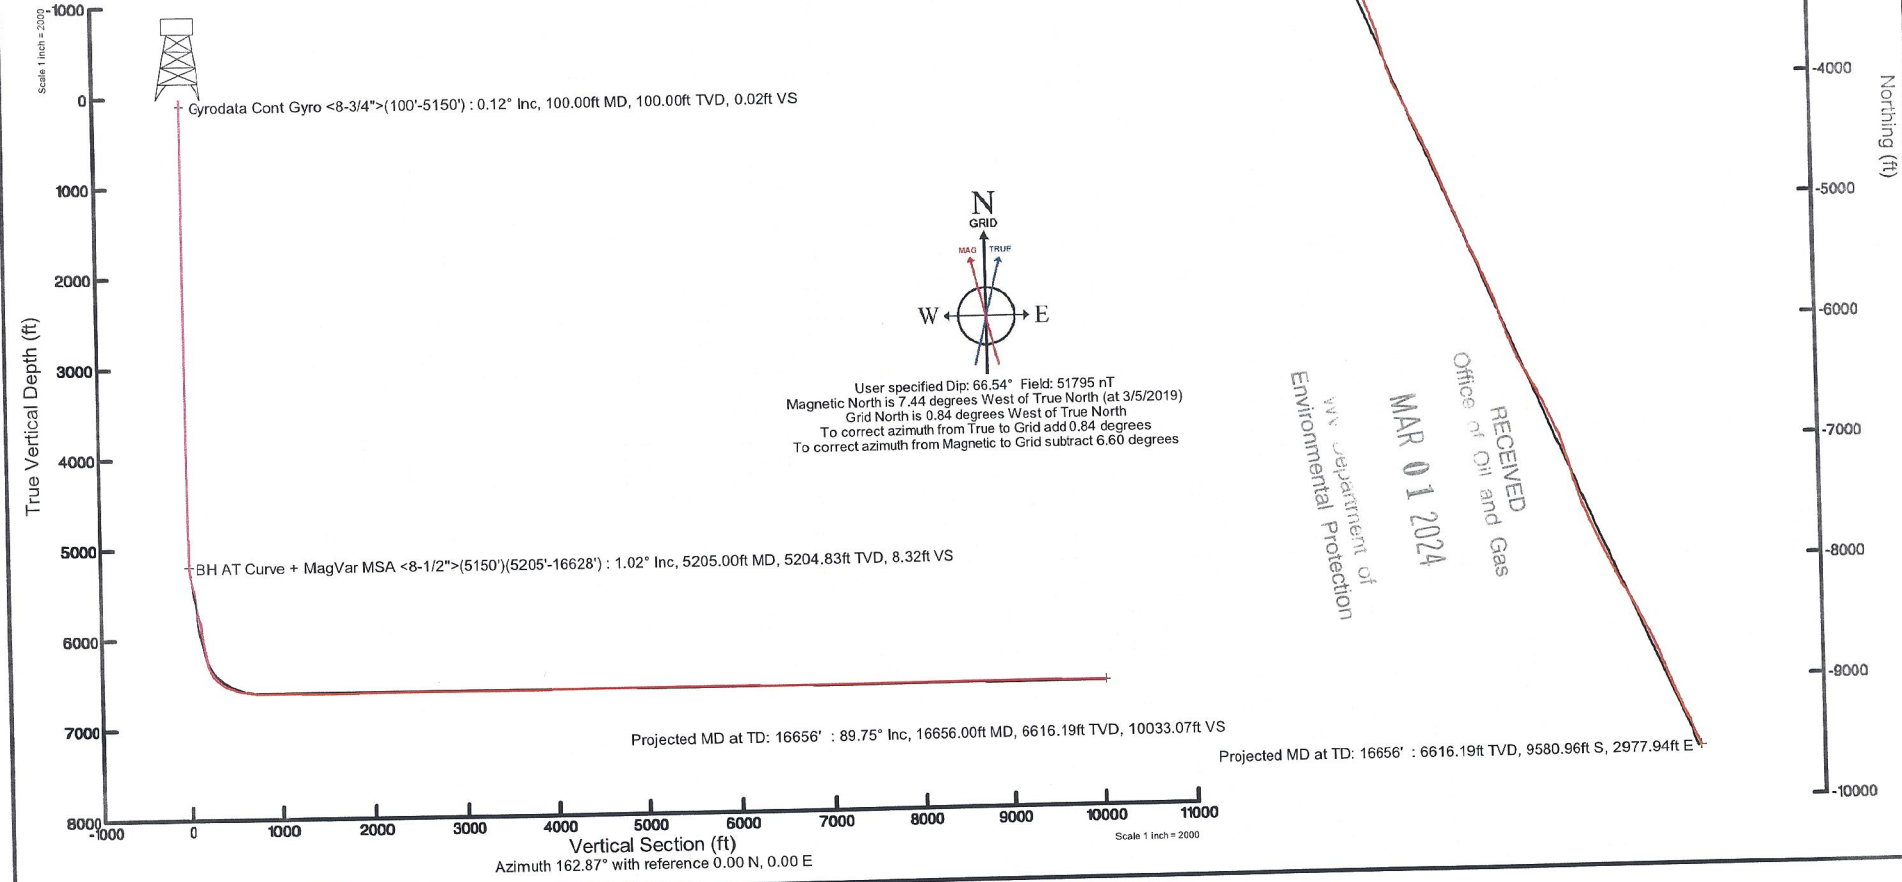 Scale 1 inch = 2000
True Vertical Depth (ft)
-1000
0
1000
2000
3000
4000
5000
6000
7000
8000
Gyrodata Cont Gyro <8-3/4">(100'-5150') : 0.12° Inc, 100.00ft MD, 100.00ft TVD, 0.02ft VS
BH AT Curve + MagVar MSA <8-1/2">(5150')(5205'-16628') : 1.02° Inc, 5205.00ft MD, 5204.83ft TVD, 8.32ft VS
Projected MD at TD: 16656' : 89.75° Inc, 16656.00ft MD, 6616.19ft TVD, 10033.07ft VS
-1000 0 1000 2000 3000 4000 5000 6000 7000 8000 9000 10000 11000
Vertical Section (ft)
Scale 1 inch = 2000
Azimuth 162.87° with reference 0.00 N, 0.00 E
N
GRID
MAG TRUE
W E
User specified Dip: 66.54° Field: 51795 nT
Magnetic North is 7.44 degrees West of True North (at 3/5/2019)
Grid North is 0.84 degrees West of True North
To correct azimuth from True to Grid add 0.84 degrees
To correct azimuth from Magnetic to Grid subtract 6.60 degrees
RECEIVED
Office of Oil and Gas
MAR 01 2024
WV Department of
Environmental Protection
Projected MD at TD: 16656' : 6616.19ft TVD, 9580.96ft S, 2977.94ft E
-4000
-5000
-6000
-7000
-8000
-9000
-10000
Northing (ft)